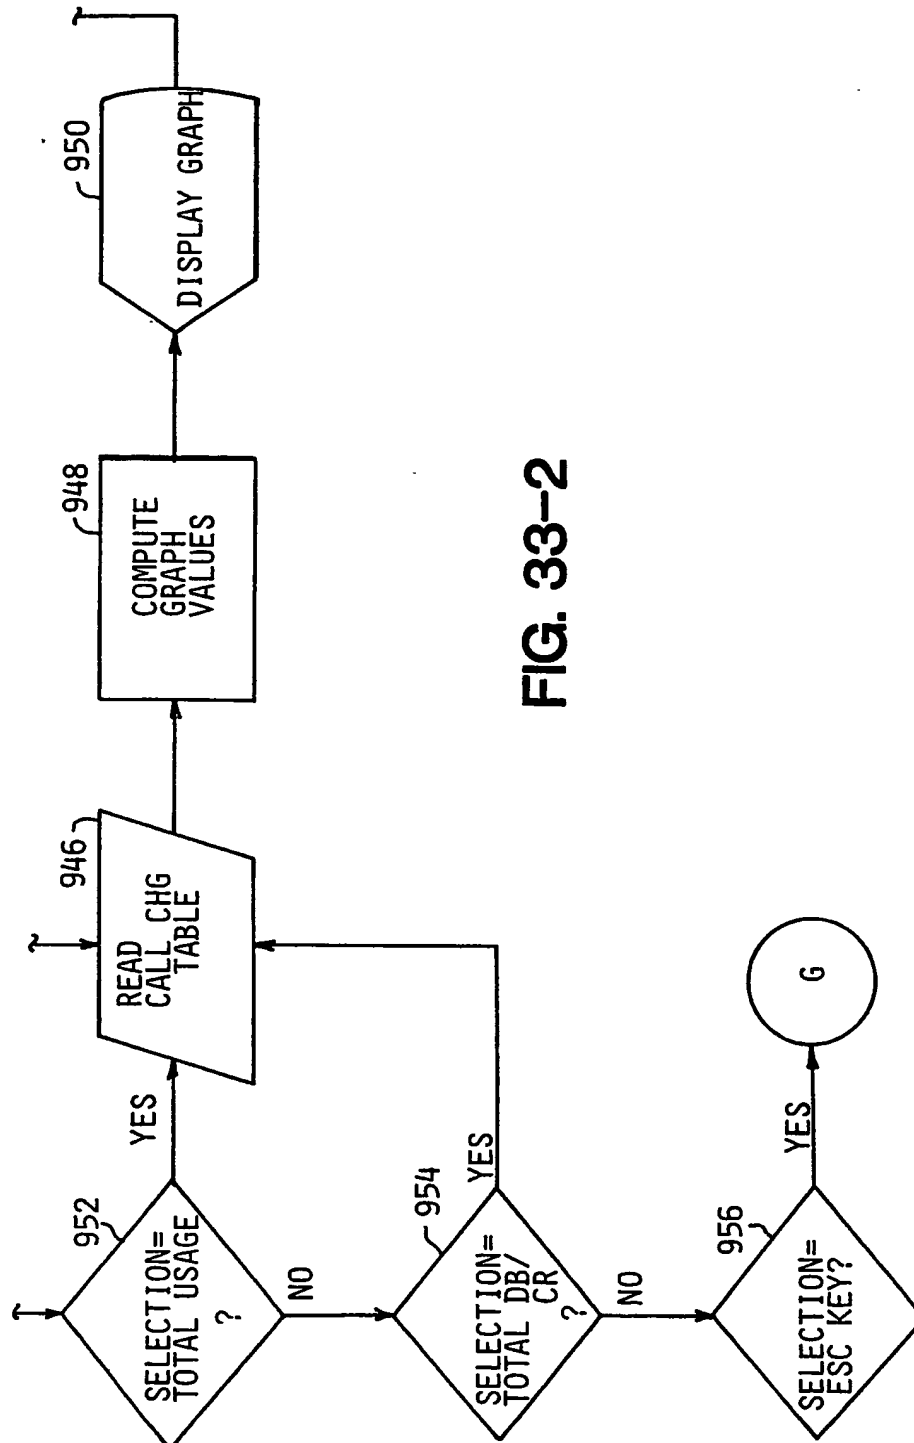 952
SELECTION=
TOTAL USAGE
?
YES
NO
946
READ
CALL CHG
TABLE
948
COMPUTE
GRAPH
VALUES
950
DISPLAY GRAPH
954
SELECTION=
TOTAL DB/
CR
?
YES
NO
956
SELECTION=
ESC KEY?
YES
G
FIG. 33-2